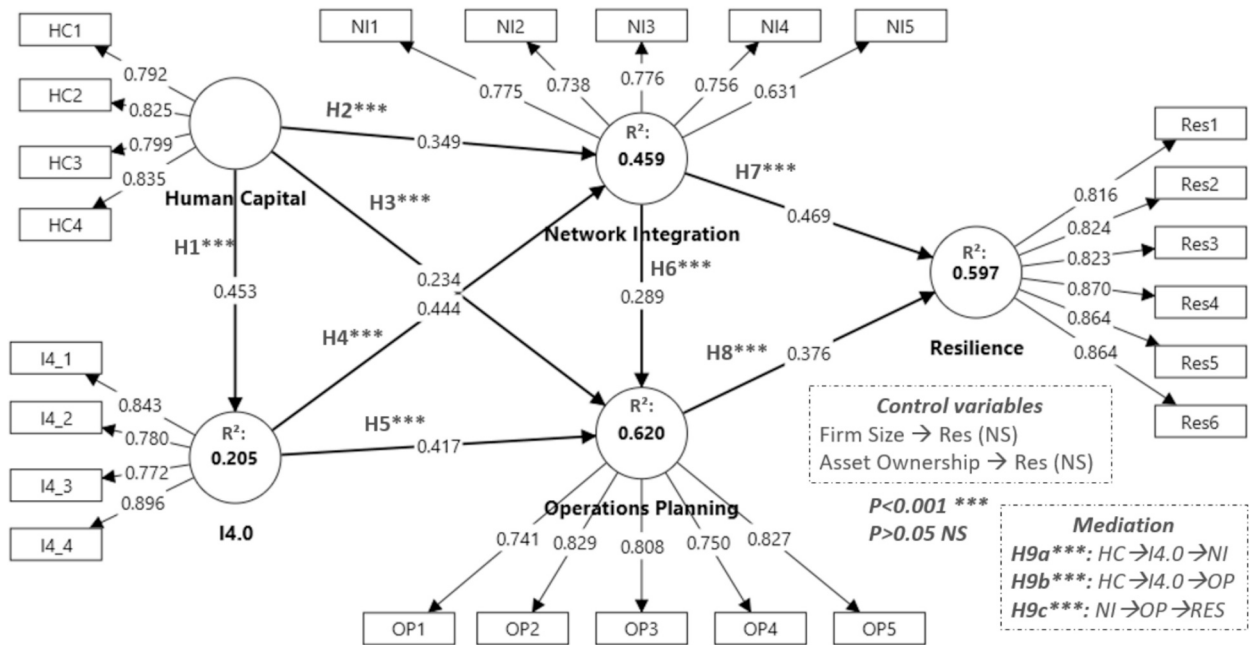 HC1
NI1
NI2
NI3
NI4
NI5
0.792
0.775
0.738
0.776
0.756
0.631
HC2
0.825
H2***
0.349
R²:
0.459
Res1
HC3
0.799
H7***
0.816
Res2
HC4
0.835
Human Capital
H3***
0.469
0.824
Network Integration
R²:
0.597
0.823
Res3
H1***
H6***
0.453
0.234
0.444
0.289
0.870
Res4
H4***
H8***
0.376
Resilience
0.864
Res5
I4_1
0.843
0.864
Res6
I4_2
0.780
R²:
0.205
H5***
0.417
R²:
0.620
Control variables
Firm Size → Res (NS)
Asset Ownership → Res (NS)
I4_3
0.772
I4_4
0.896
I4.0
Operations Planning
P<0.001 ***
P>0.05 NS
0.741
0.829
0.808
0.750
0.827
Mediation
H9a***: HC→I4.0→NI
H9b***: HC→I4.0→OP
H9c***: NI→OP→RES
OP1
OP2
OP3
OP4
OP5